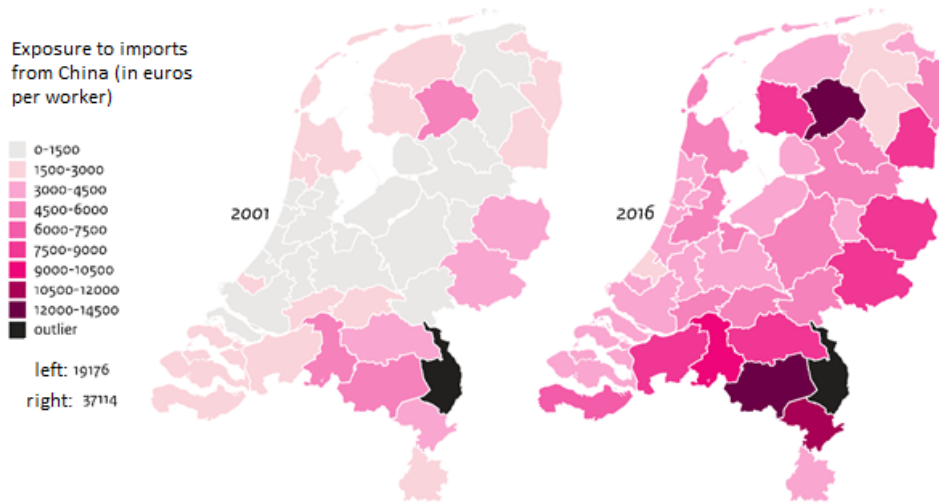 Exposure to imports
from China (in euros
per worker)
0-1500
1500-3000
3000-4500
4500-6000
6000-7500
7500-9000
9000-10500
10500-12000
12000-14500
outlier
left: 19176
right: 37114
2001
2016